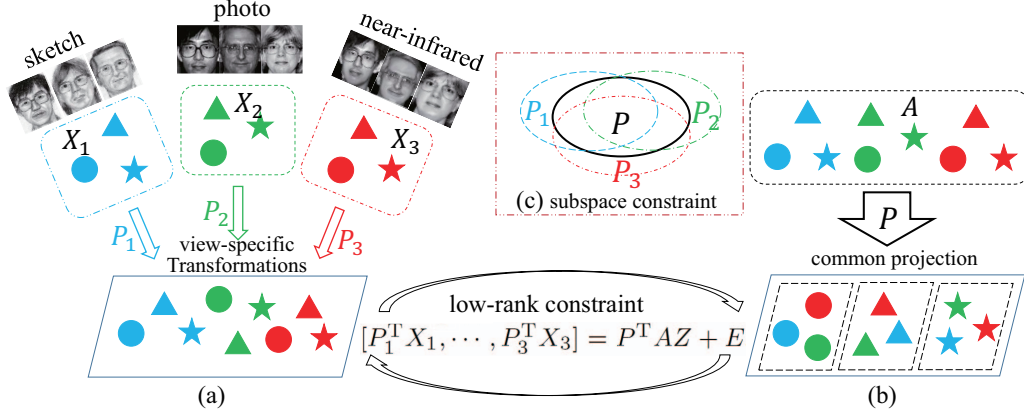 sketch
photo
near-infrared
X₁
X₂
X₃
P₁
P₂
P₃
view-specific
Transformations
(a)
P₁
P
P₂
P₃
(c) subspace constraint
low-rank constraint
[P₁ᵀX₁, ⋯ , P₃ᵀX₃] = PᵀAZ + E
A
P
common projection
(b)